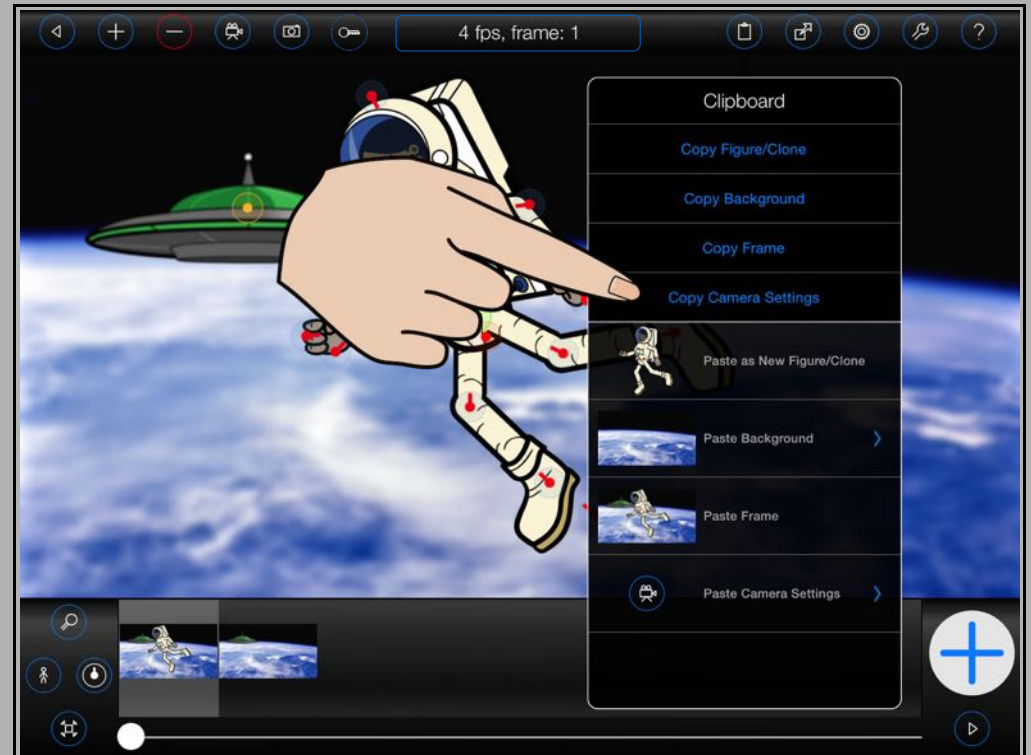 4 fps, frame: 1
?
Clipboard
Copy Figure/Clone
Copy Background
Copy Frame
Copy Camera Settings
Paste as New Figure/Clone
Paste Background
Paste Frame
Paste Camera Settings